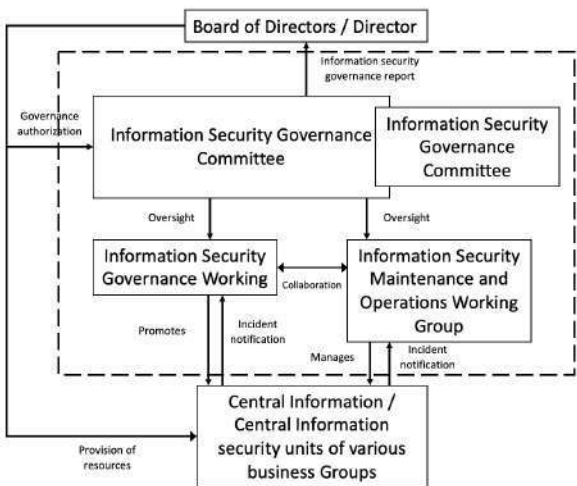 Board of Directors / Director
Information security
governance report
Governance
authorization
Information Security Governance
Committee
Information Security
Governance
Committee
Oversight
Oversight
Information Security
Governance Working
Collaboration
Information Security
Maintenance and
Operations Working
Group
Promotes
Incident
notification
Manages
Incident
notification
Central Information /
Central Information
security units of various
business Groups
Provision of
resources